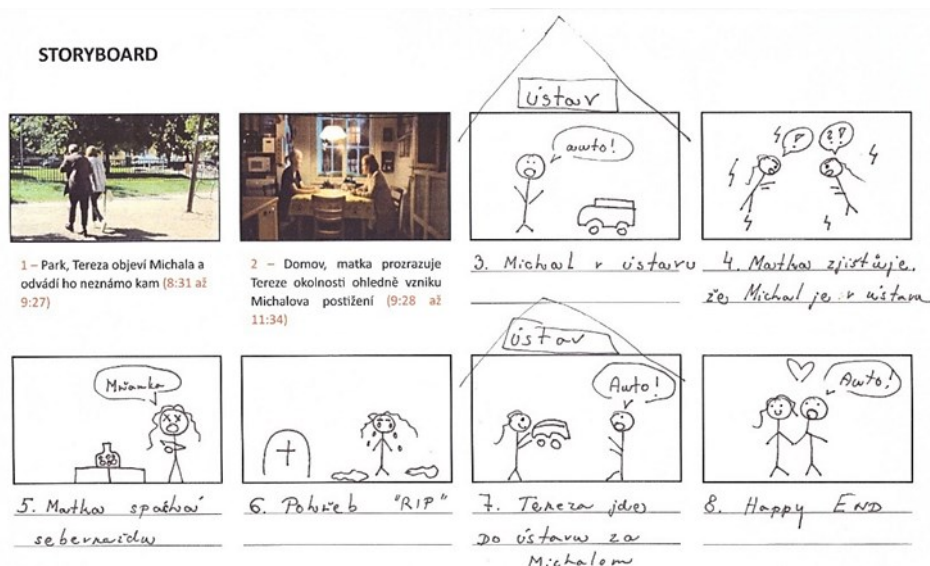 STORYBOARD
ústav
auto!
?
??
1 – Park, Tereza objeví Michala a
odvádí ho neznámo kam (8:31 až
9:27)
2 – Domov, matka prozrazuje
Tereze okolnosti ohledně vzniku
Michalova postižení (9:28 až
11:34)
3. Michal v ústavu
4. Matka zjistuje,
že Michal je v ústavu
ústav
Mňamka
Auto!
Auto!
5. Matka spáchá
sebevraždu
6. Pohřeb "RIP"
7. Tereza jde
Do ústavu za
Michalom
8. Happy END